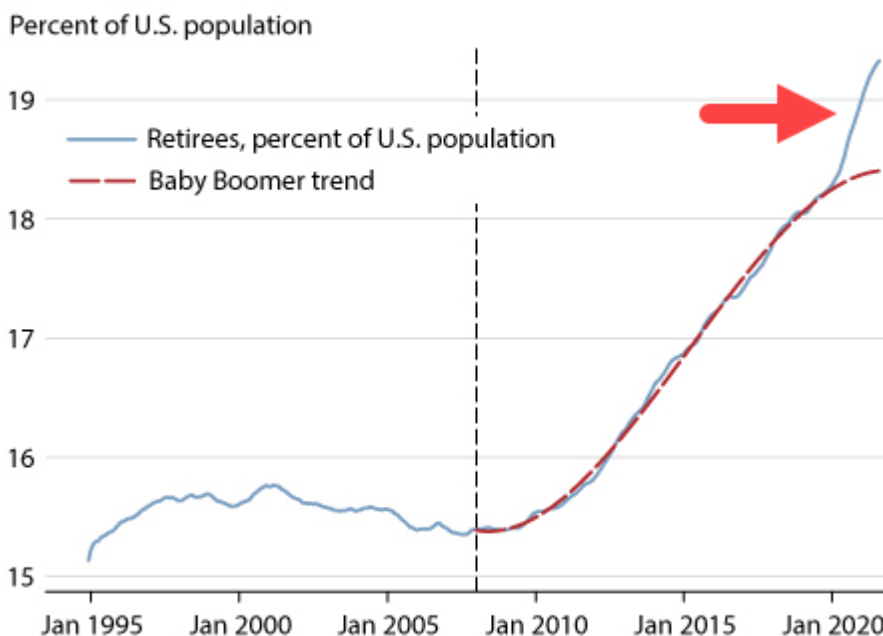 Percent of U.S. population
19
Retirees, percent of U.S. population
Baby Boomer trend
18
17
16
15
Jan 1995 Jan 2000 Jan 2005 Jan 2010 Jan 2015 Jan 2020